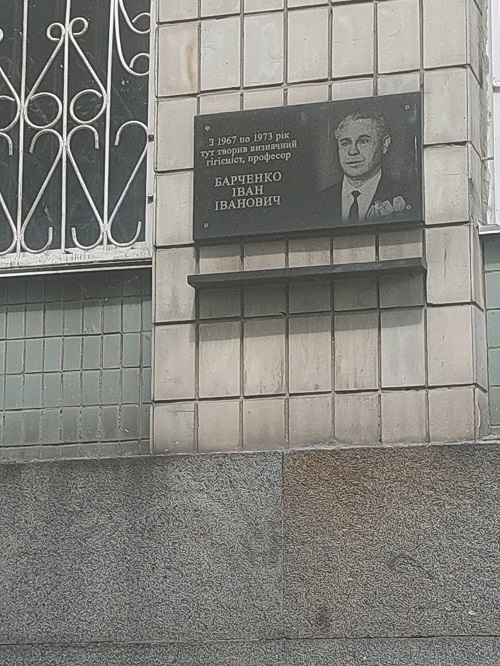 З 1967 по 1973 рік
тут творив визначний
гігієніст, професор
БАРЧЕНКО
ІВАН
ІВАНОВИЧ